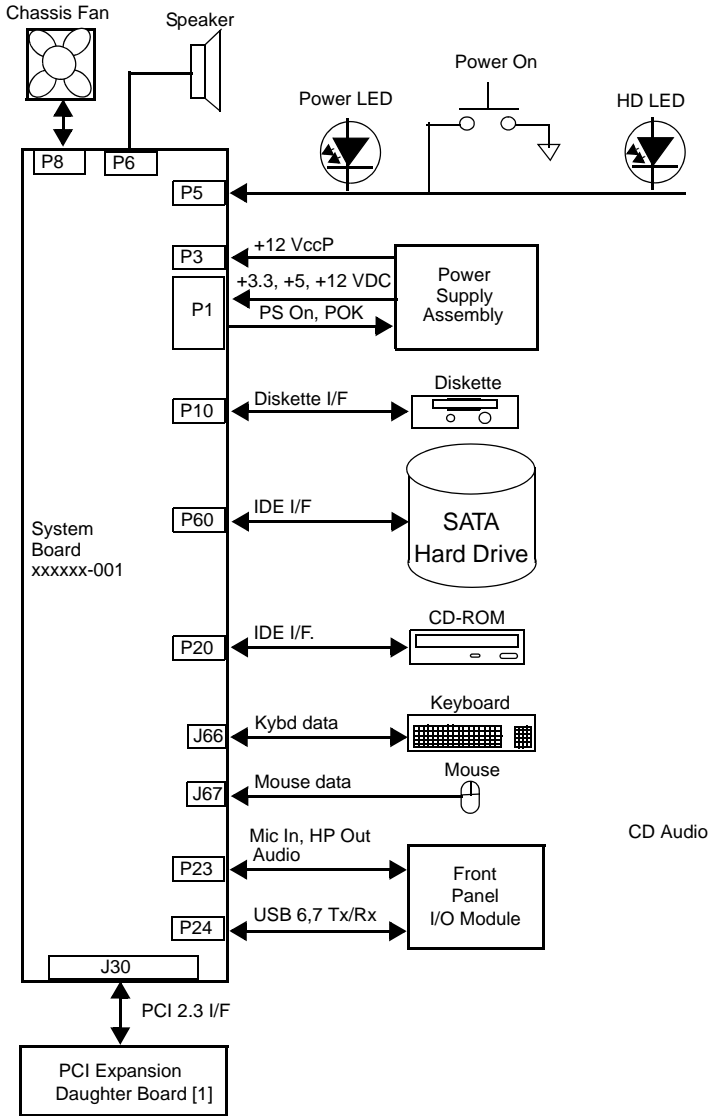 Chassis Fan
Speaker
Power On
Power LED
HD LED
P8
P6
P5
P3
+12 VccP
+3.3, +5, +12 VDC
P1
PS On, POK
Power
Supply
Assembly
Diskette
P10
Diskette I/F
P60
IDE I/F
SATA
Hard Drive
System
Board
xxxxxx-001
CD-ROM
P20
IDE I/F.
Keyboard
J66
Kybd data
Mouse
J67
Mouse data
CD Audio
Mic In, HP Out
Audio
P23
Front
Panel
I/O Module
P24
USB 6,7 Tx/Rx
J30
PCI 2.3 I/F
PCI Expansion
Daughter Board [1]